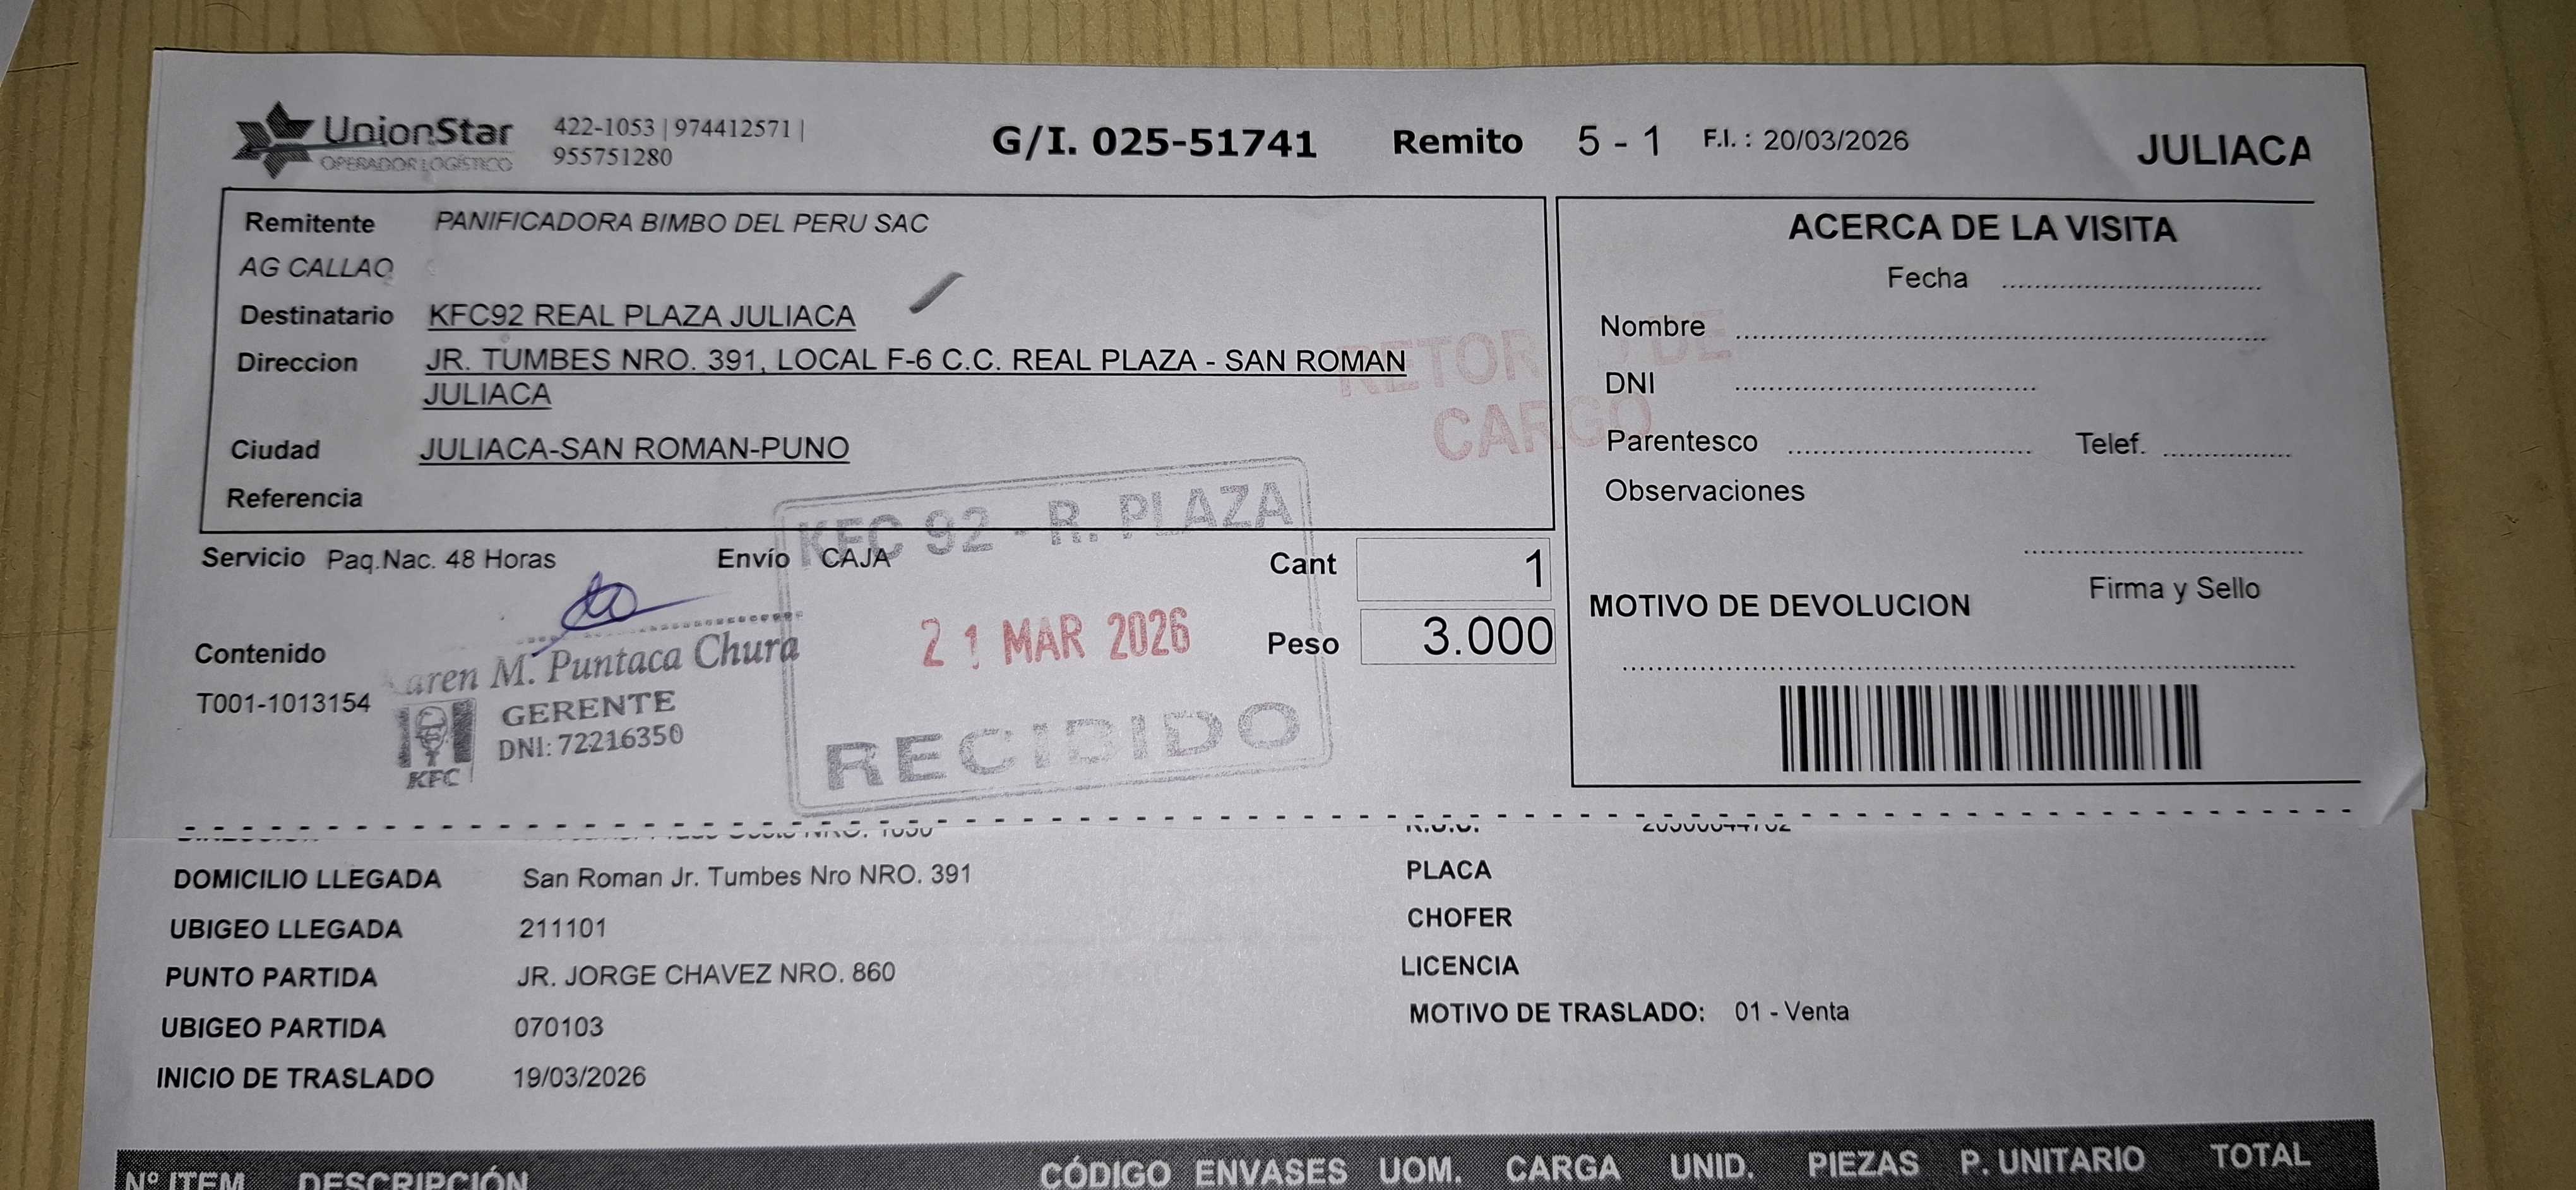 UnionStar
OPERADOR LOGÍSTICO
422-1053 | 974412571 |
955751280
G/I. 025-51741
Remito 5 - 1
F.I. : 20/03/2026
JULIACA
Remitente PANIFICADORA BIMBO DEL PERU SAC
AG CALLAO
Destinatario KFC92 REAL PLAZA JULIACA
Direccion JR. TUMBES NRO. 391, LOCAL F-6 C.C. REAL PLAZA - SAN ROMAN
JULIACA
Ciudad JULIACA-SAN ROMAN-PUNO
Referencia
DE
CARGO
ACERCA DE LA VISITA
Fecha
Nombre
DNI
Parentesco Telef.
Observaciones
Firma y Sello
MOTIVO DE DEVOLUCION
Servicio Paq.Nac. 48 Horas Envío CAJA Cant 1
Peso 3.000
Contenido
T001-1013154
M. Puntaca Chura
GERENTE
DNI: 72216350
KFC
KFC 92 - R. PLAZA
21 MAR 2026
RECIBIDO
DOMICILIO LLEGADA San Roman Jr. Tumbes Nro NRO. 391
UBIGEO LLEGADA 211101
PUNTO PARTIDA JR. JORGE CHAVEZ NRO. 860
UBIGEO PARTIDA 070103
INICIO DE TRASLADO 19/03/2026
PLACA
CHOFER
LICENCIA
MOTIVO DE TRASLADO: 01 - Venta
Nº ITEM DESCRIPCIÓN CÓDIGO ENVASES UOM. CARGA UNID. PIEZAS P. UNITARIO TOTAL